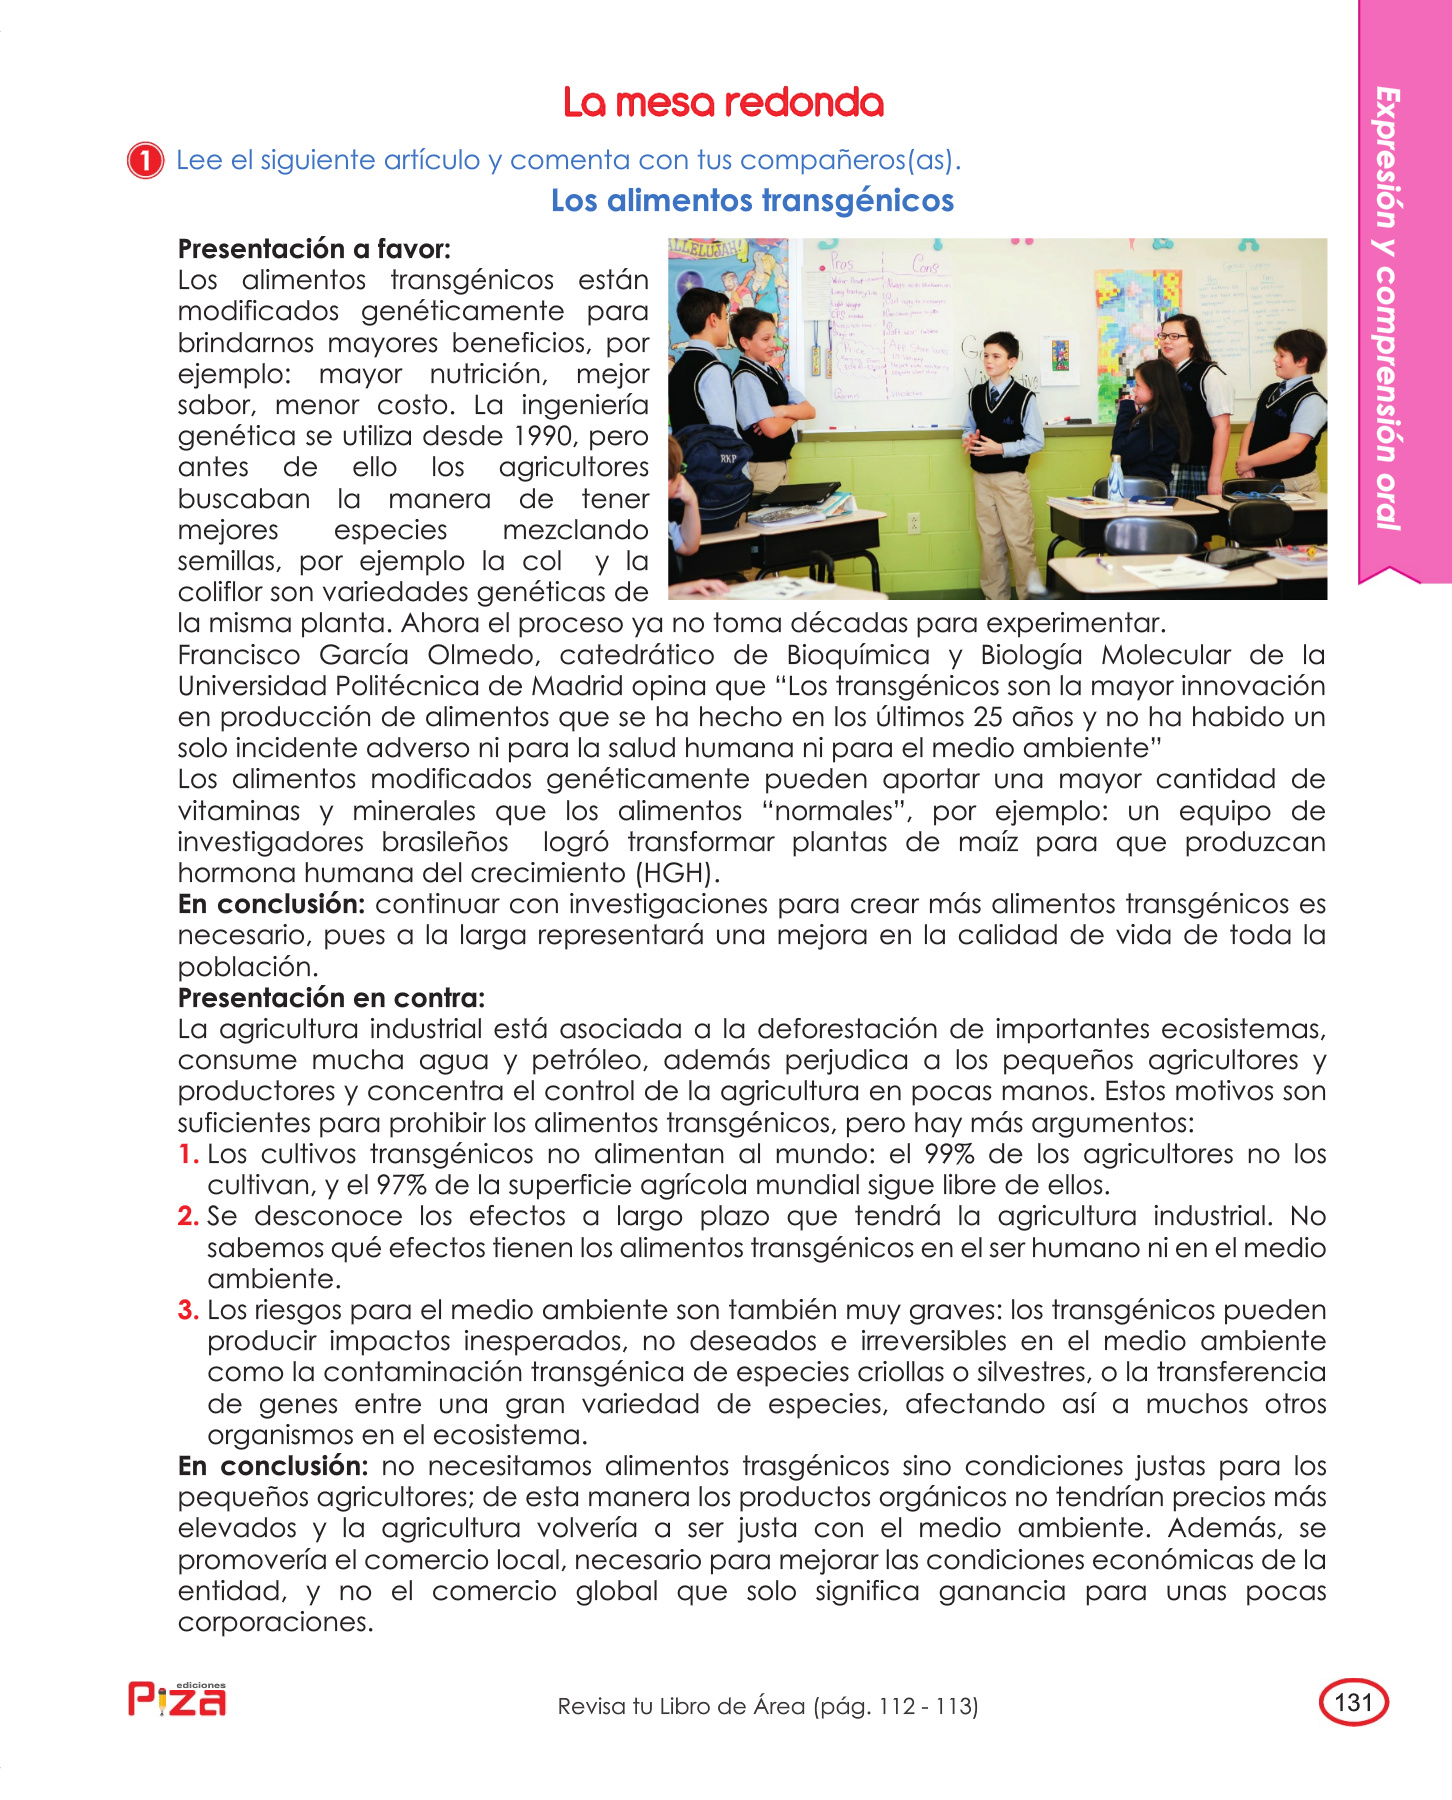 La mesa redonda
1 Lee el siguiente artículo y comenta con tus compañeros(as).
Los alimentos transgénicos
Presentación a favor:
Los alimentos transgénicos están
modificados genéticamente para
brindarnos mayores beneficios, por
ejemplo: mayor nutrición, mejor
sabor, menor costo. La ingeniería
genética se utiliza desde 1990, pero
antes de ello los agricultores
buscaban la manera de tener
mejores especies mezclando
semillas, por ejemplo la col y la
coliflor son variedades genéticas de
la misma planta. Ahora el proceso ya no toma décadas para experimentar.
Francisco García Olmedo, catedrático de Bioquímica y Biología Molecular de la
Universidad Politécnica de Madrid opina que “Los transgénicos son la mayor innovación
en producción de alimentos que se ha hecho en los últimos 25 años y no ha habido un
solo incidente adverso ni para la salud humana ni para el medio ambiente”
Los alimentos modificados genéticamente pueden aportar una mayor cantidad de
vitaminas y minerales que los alimentos “normales”, por ejemplo: un equipo de
investigadores brasileños logró transformar plantas de maíz para que produzcan
hormona humana del crecimiento (HGH).
En conclusión: continuar con investigaciones para crear más alimentos transgénicos es
necesario, pues a la larga representará una mejora en la calidad de vida de toda la
población.
Presentación en contra:
La agricultura industrial está asociada a la deforestación de importantes ecosistemas,
consume mucha agua y petróleo, además perjudica a los pequeños agricultores y
productores y concentra el control de la agricultura en pocas manos. Estos motivos son
suficientes para prohibir los alimentos transgénicos, pero hay más argumentos:
1. Los cultivos transgénicos no alimentan al mundo: el 99% de los agricultores no los
cultivan, y el 97% de la superficie agrícola mundial sigue libre de ellos.
2. Se desconoce los efectos a largo plazo que tendrá la agricultura industrial. No
sabemos qué efectos tienen los alimentos transgénicos en el ser humano ni en el medio
ambiente.
3. Los riesgos para el medio ambiente son también muy graves: los transgénicos pueden
producir impactos inesperados, no deseados e irreversibles en el medio ambiente
como la contaminación transgénica de especies criollas o silvestres, o la transferencia
de genes entre una gran variedad de especies, afectando así a muchos otros
organismos en el ecosistema.
En conclusión: no necesitamos alimentos trasgénicos sino condiciones justas para los
pequeños agricultores; de esta manera los productos orgánicos no tendrían precios más
elevados y la agricultura volvería a ser justa con el medio ambiente. Además, se
promovería el comercio local, necesario para mejorar las condiciones económicas de la
entidad, y no el comercio global que solo significa ganancia para unas pocas
corporaciones.
Expresión y comprensión oral
ALLELUJAH!
Pros
Cons
RKP
ediciones
Piza
Revisa tu Libro de Área (pág. 112 - 113)
131